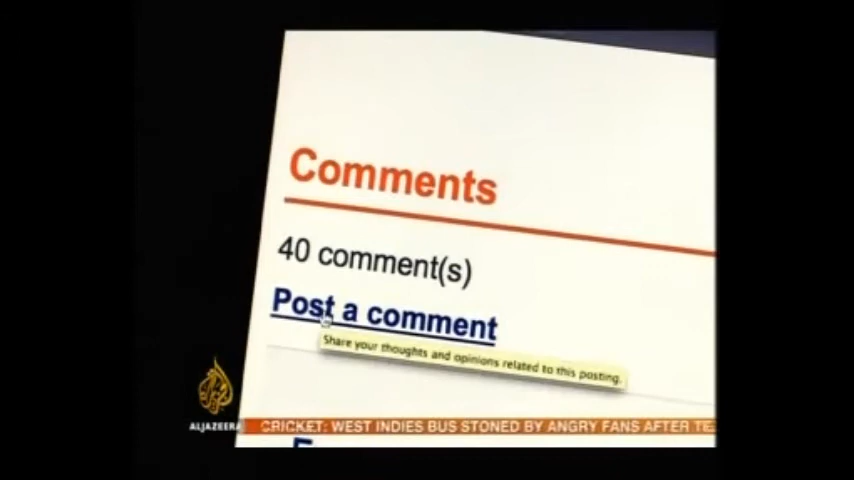 Comments
40 comment(s)
Post a comment
Share your thoughts and opinions related to this posting.
ALJAZEERA
CRICKET: WEST INDIES BUS STONED BY ANGRY FANS AFTER TE